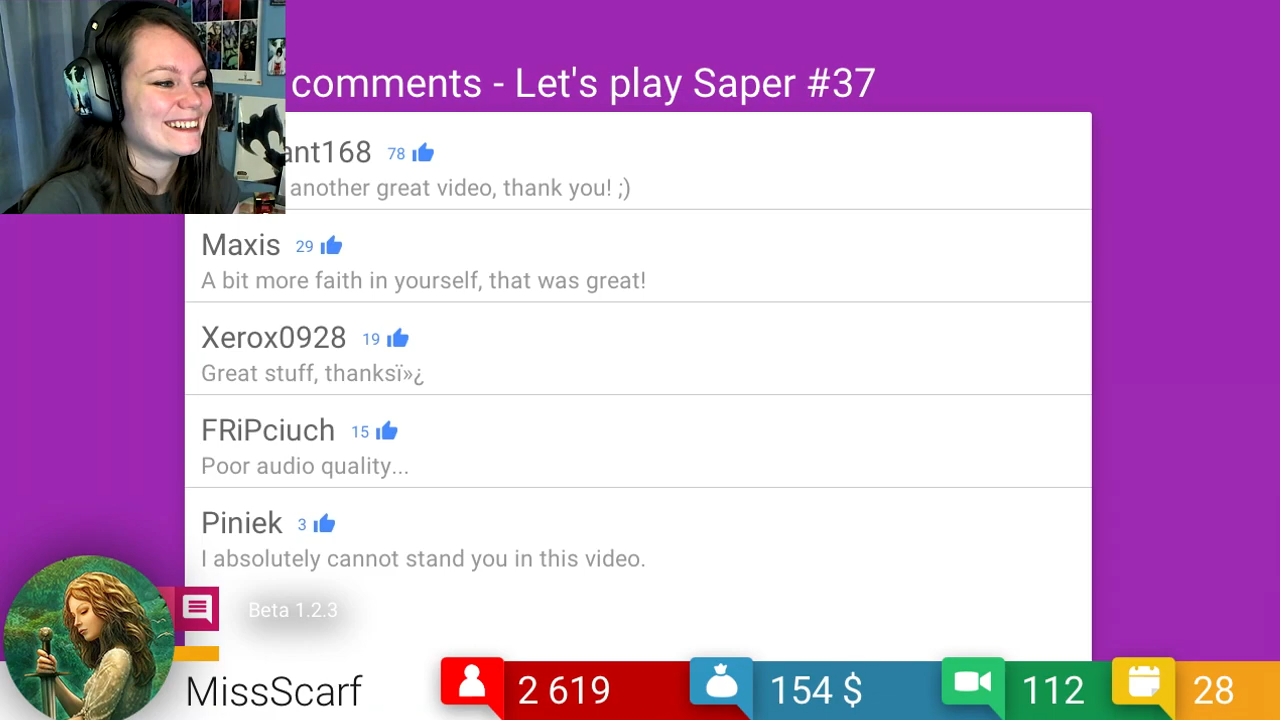 comments - Let's play Saper #37
ant168 78
another great video, thank you! ;)
Maxis 29
A bit more faith in yourself, that was great!
Xerox0928 19
Great stuff, thanksï»¿
FRiPciuch 15
Poor audio quality...
Piniek 3
I absolutely cannot stand you in this video.
Beta 1.2.3
MissScarf 2 619 154 $ 112 28